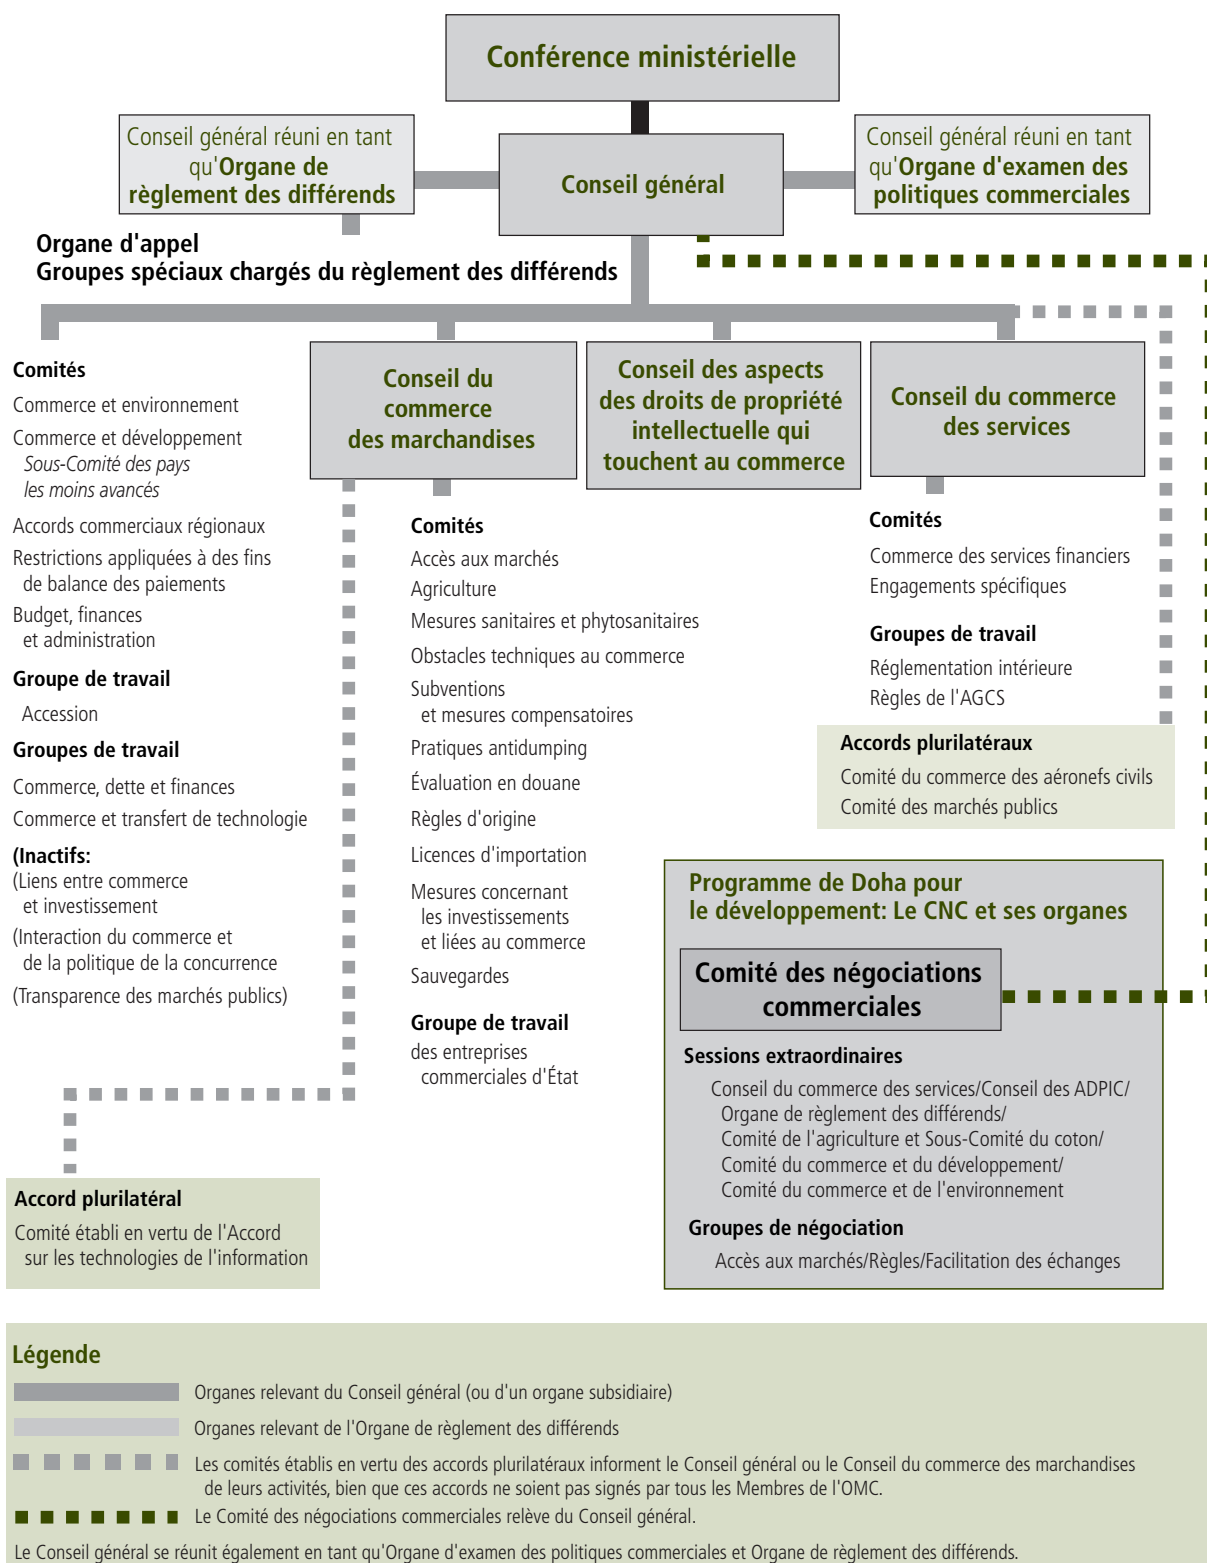 Conférence ministérielle
Conseil général réuni en tant
qu'Organe de
règlement des différends
Conseil général
Conseil général réuni en tant
qu'Organe d'examen des
politiques commerciales
Organe d'appel
Groupes spéciaux chargés du règlement des différends
Comités
Commerce et environnement
Commerce et développement
Sous-Comité des pays
les moins avancés
Accords commerciaux régionaux
Restrictions appliquées à des fins
de balance des paiements
Budget, finances
et administration
Groupe de travail
Accession
Groupes de travail
Commerce, dette et finances
Commerce et transfert de technologie
(Inactifs:
(Liens entre commerce
et investissement
(Interaction du commerce et
de la politique de la concurrence
(Transparence des marchés publics)
Conseil du
commerce
des marchandises
Comités
Accès aux marchés
Agriculture
Mesures sanitaires et phytosanitaires
Obstacles techniques au commerce
Subventions
et mesures compensatoires
Pratiques antidumping
Évaluation en douane
Règles d'origine
Licences d'importation
Mesures concernant
les investissements
et liées au commerce
Sauvegardes
Groupe de travail
des entreprises
commerciales d'État
Conseil des aspects
des droits de propriété
intellectuelle qui
touchent au commerce
Conseil du commerce
des services
Comités
Commerce des services financiers
Engagements spécifiques
Groupes de travail
Réglementation intérieure
Règles de l'AGCS
Accords plurilatéraux
Comité du commerce des aéronefs civils
Comité des marchés publics
Programme de Doha pour
le développement: Le CNC et ses organes
Comité des négociations
commerciales
Sessions extraordinaires
Conseil du commerce des services/Conseil des ADPIC/
Organe de règlement des différends/
Comité de l'agriculture et Sous-Comité du coton/
Comité du commerce et du développement/
Comité du commerce et de l'environnement
Groupes de négociation
Accès aux marchés/Règles/Facilitation des échanges
Accord plurilatéral
Comité établi en vertu de l'Accord
sur les technologies de l'information
Légende
Organes relevant du Conseil général (ou d'un organe subsidiaire)
Organes relevant de l'Organe de règlement des différends
Les comités établis en vertu des accords plurilatéraux informent le Conseil général ou le Conseil du commerce des marchandises
de leurs activités, bien que ces accords ne soient pas signés par tous les Membres de l'OMC.
Le Comité des négociations commerciales relève du Conseil général.
Le Conseil général se réunit également en tant qu'Organe d'examen des politiques commerciales et Organe de règlement des différends.